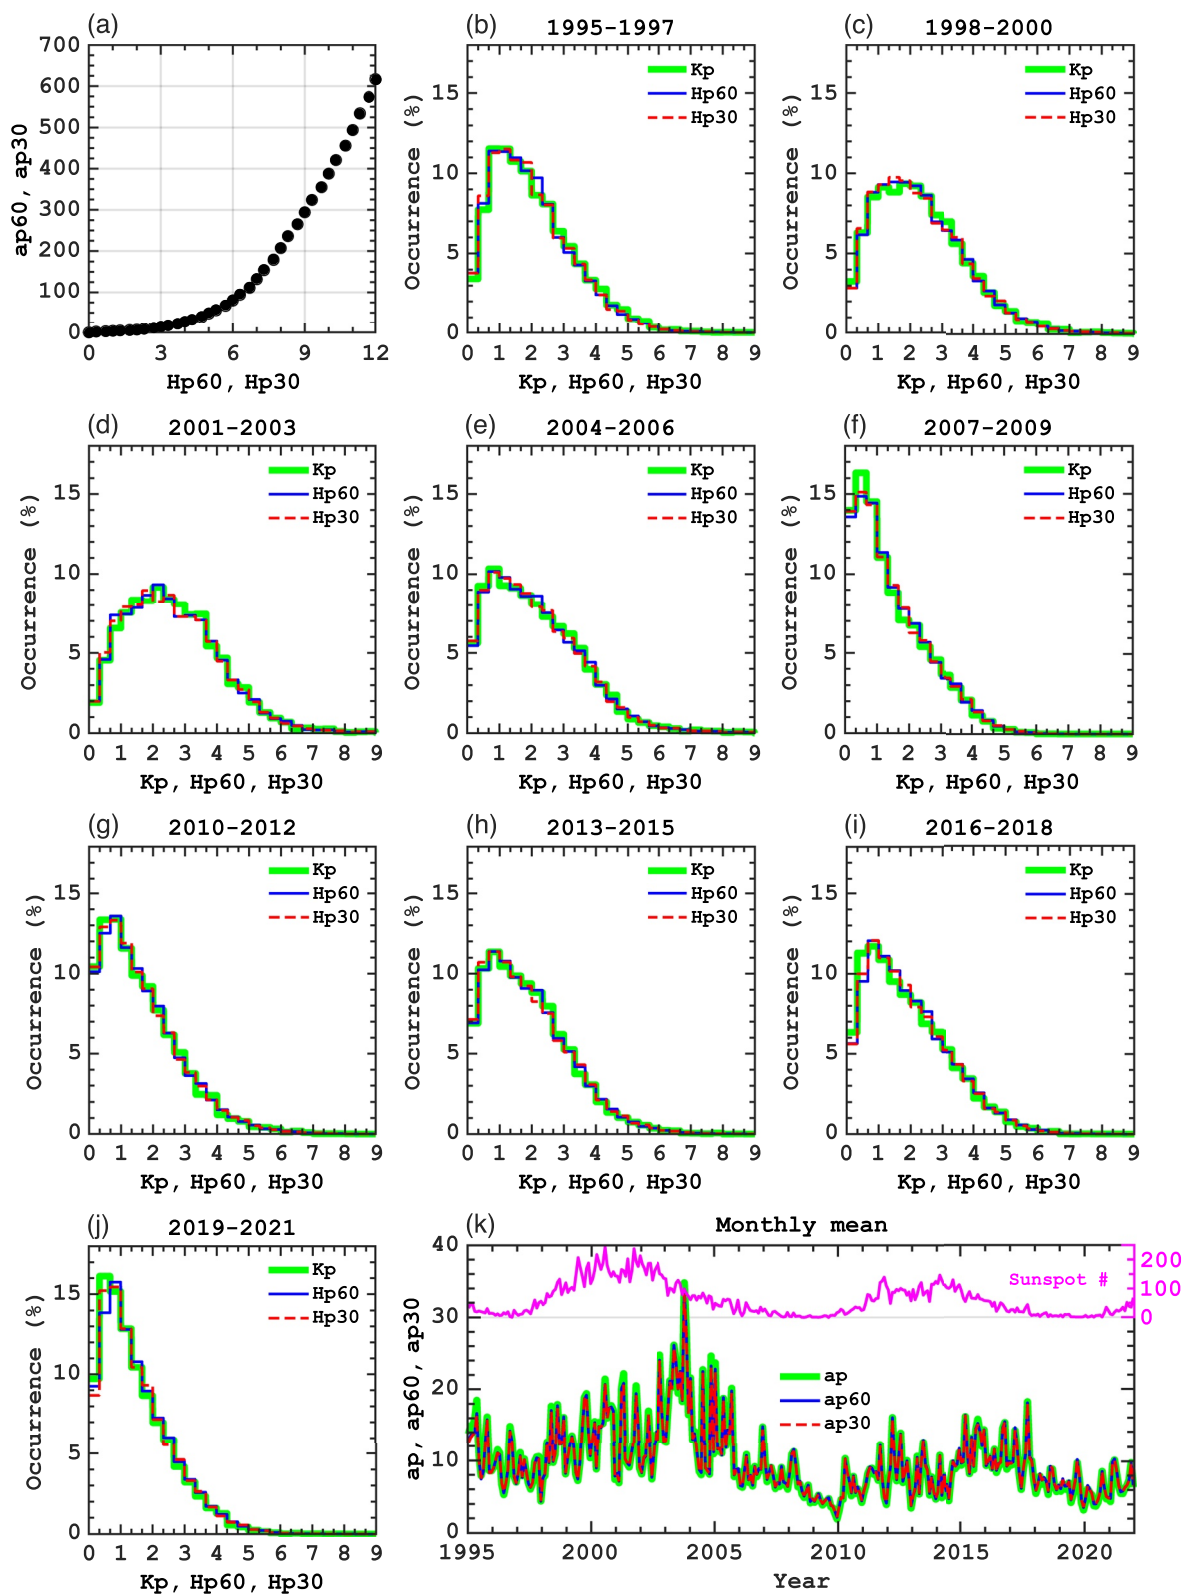 (a)
700
600
500
400
300
200
100
0
ap60, ap30
0 3 6 9 12
Hp60, Hp30
(b) 1995-1997
Kp
Hp60
Hp30
15
10
5
0
Occurrence (%)
0 1 2 3 4 5 6 7 8 9
Kp, Hp60, Hp30
(c) 1998-2000
Kp
Hp60
Hp30
15
10
5
0
Occurrence (%)
0 1 2 3 4 5 6 7 8 9
Kp, Hp60, Hp30
(d) 2001-2003
Kp
Hp60
Hp30
15
10
5
0
Occurrence (%)
0 1 2 3 4 5 6 7 8 9
Kp, Hp60, Hp30
(e) 2004-2006
Kp
Hp60
Hp30
15
10
5
0
Occurrence (%)
0 1 2 3 4 5 6 7 8 9
Kp, Hp60, Hp30
(f) 2007-2009
Kp
Hp60
Hp30
15
10
5
0
Occurrence (%)
0 1 2 3 4 5 6 7 8 9
Kp, Hp60, Hp30
(g) 2010-2012
Kp
Hp60
Hp30
15
10
5
0
Occurrence (%)
0 1 2 3 4 5 6 7 8 9
Kp, Hp60, Hp30
(h) 2013-2015
Kp
Hp60
Hp30
15
10
5
0
Occurrence (%)
0 1 2 3 4 5 6 7 8 9
Kp, Hp60, Hp30
(i) 2016-2018
Kp
Hp60
Hp30
15
10
5
0
Occurrence (%)
0 1 2 3 4 5 6 7 8 9
Kp, Hp60, Hp30
(j) 2019-2021
Kp
Hp60
Hp30
15
10
5
0
Occurrence (%)
0 1 2 3 4 5 6 7 8 9
Kp, Hp60, Hp30
(k) Monthly mean
40
30
20
10
0
ap, ap60, ap30
Sunspot #
200
100
0
ap
ap60
ap30
1995 2000 2005 2010 2015 2020
Year